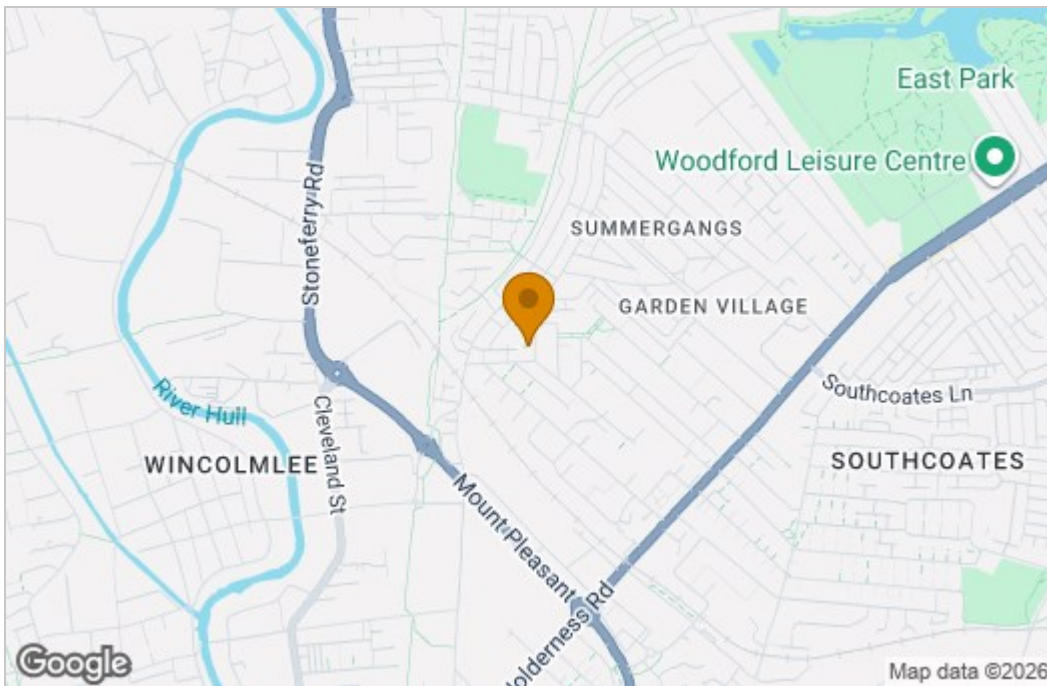 East Park
Woodford Leisure Centre
Stoneferry Rd
SUMMERGANGS
GARDEN VILLAGE
Southcoates Ln
River Hull
Cleveland St
WINCOLMLEE
SOUTHCOATES
Mount Pleasant
Holderness Rd
Google
Map data ©2026